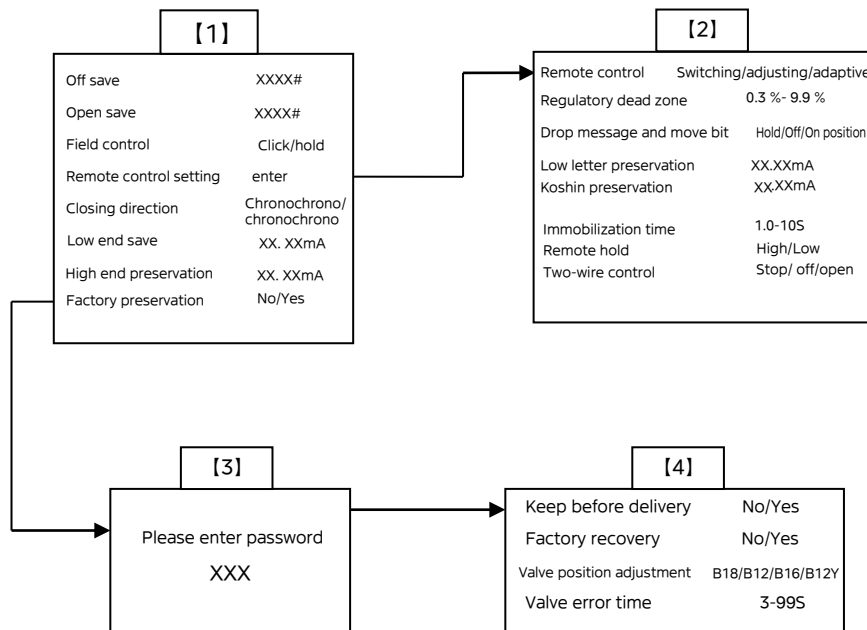 【1】
Off save XXXX#
Open save XXXX#
Field control Click/hold
Remote control setting enter
Closing direction Chronochrono/
chronochrono
Low end save XX. XXmA
High end preservation XX. XXmA
Factory preservation No/Yes
【2】
Remote control Switching/adjusting/adaptive
Regulatory dead zone 0.3 %- 9.9 %
Drop message and move bit Hold/Off/On position
Low letter preservation XX.XXmA
Koshin preservation XX.XXmA
Immobilization time 1.0-10S
Remote hold High/Low
Two-wire control Stop/ off/open
【3】
Please enter password
XXX
【4】
Keep before delivery No/Yes
Factory recovery No/Yes
Valve position adjustment B18/B12/B16/B12Y
Valve error time 3-99S